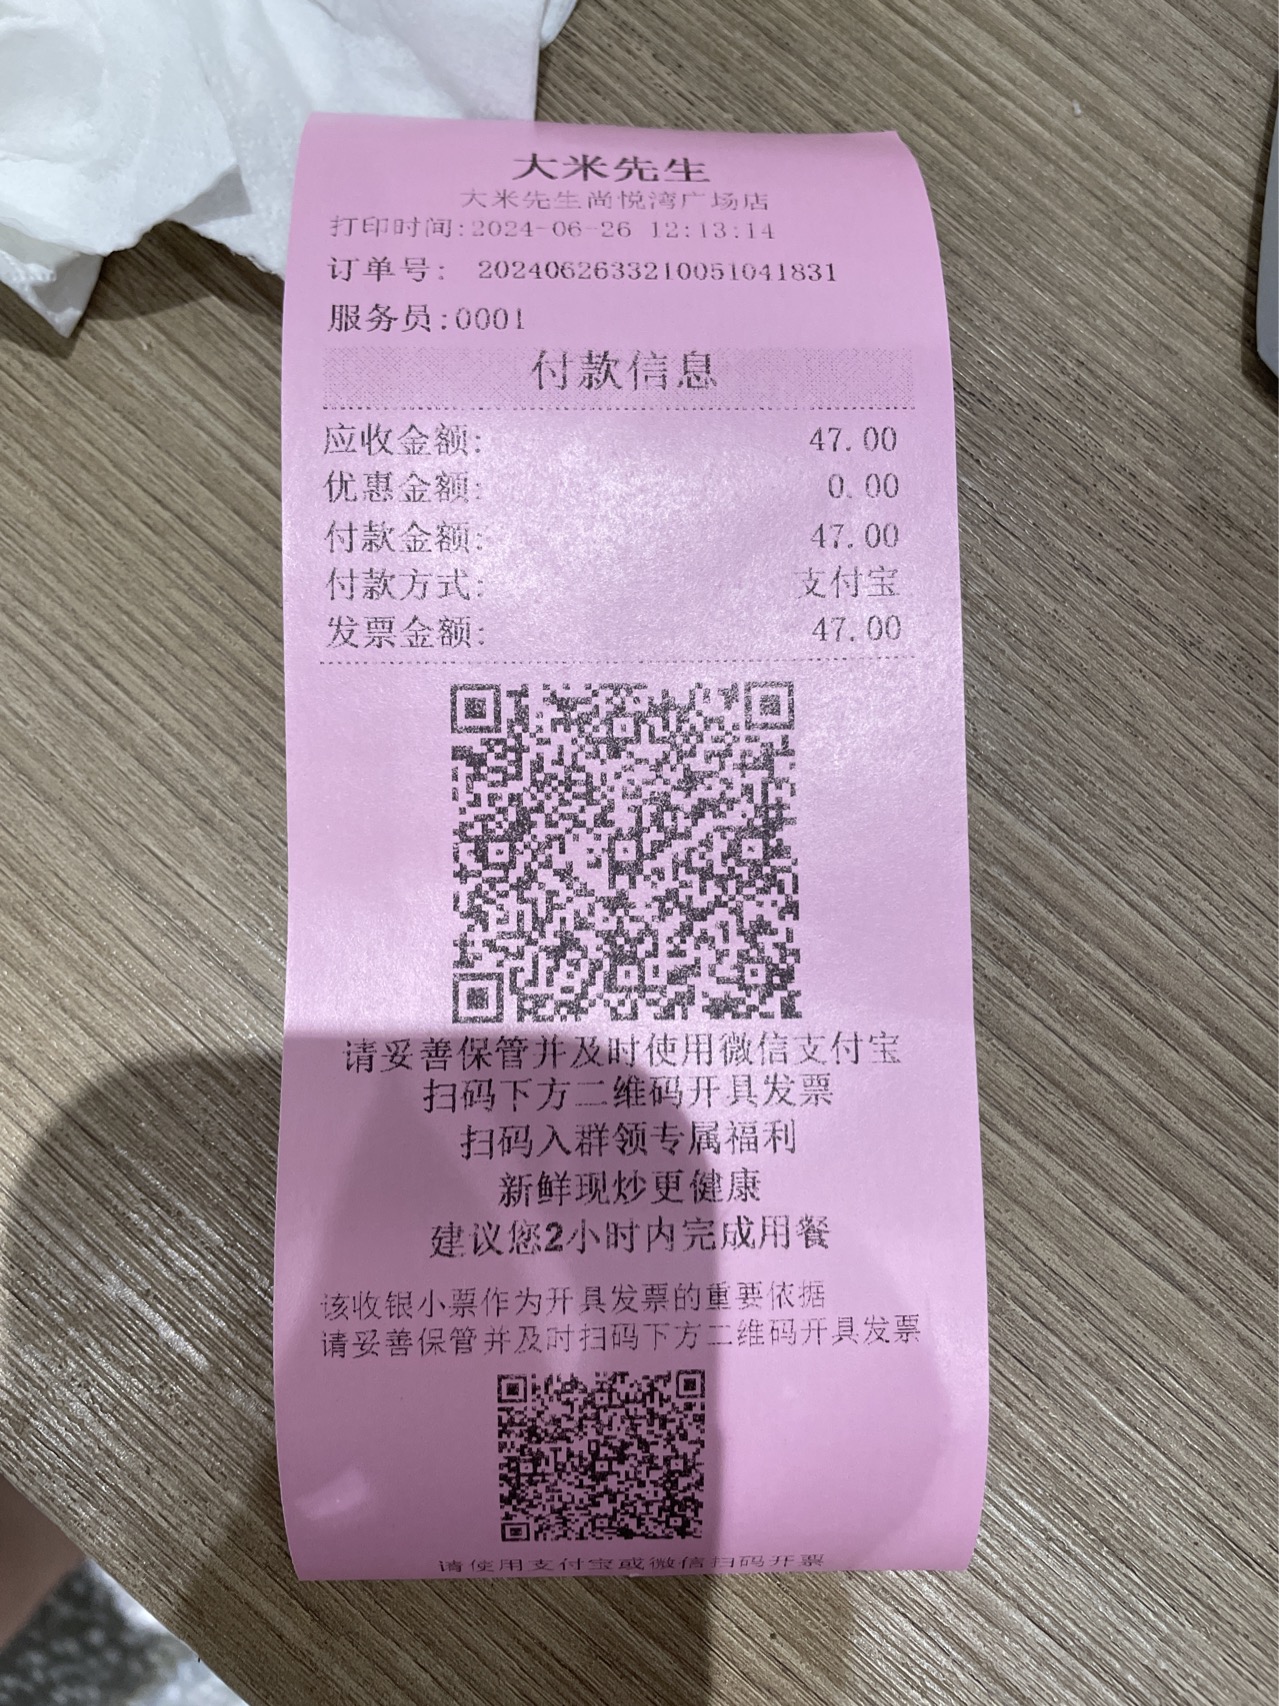 大米先生
大米先生尚悦湾广场店
打印时间:2024-06-26 12:13:14
订单号: 2024062633210051041831
服务员:0001
付款信息
应收金额: 47.00
优惠金额: 0.00
付款金额: 47.00
付款方式: 支付宝
发票金额: 47.00
请妥善保管并及时使用微信支付宝
扫码下方二维码开具发票
扫码入群领专属福利
新鲜现炒更健康
建议您2小时内完成用餐
该收银小票作为开具发票的重要依据
请妥善保管并及时扫码下方二维码开具发票
请使用支付宝或微信扫码开票